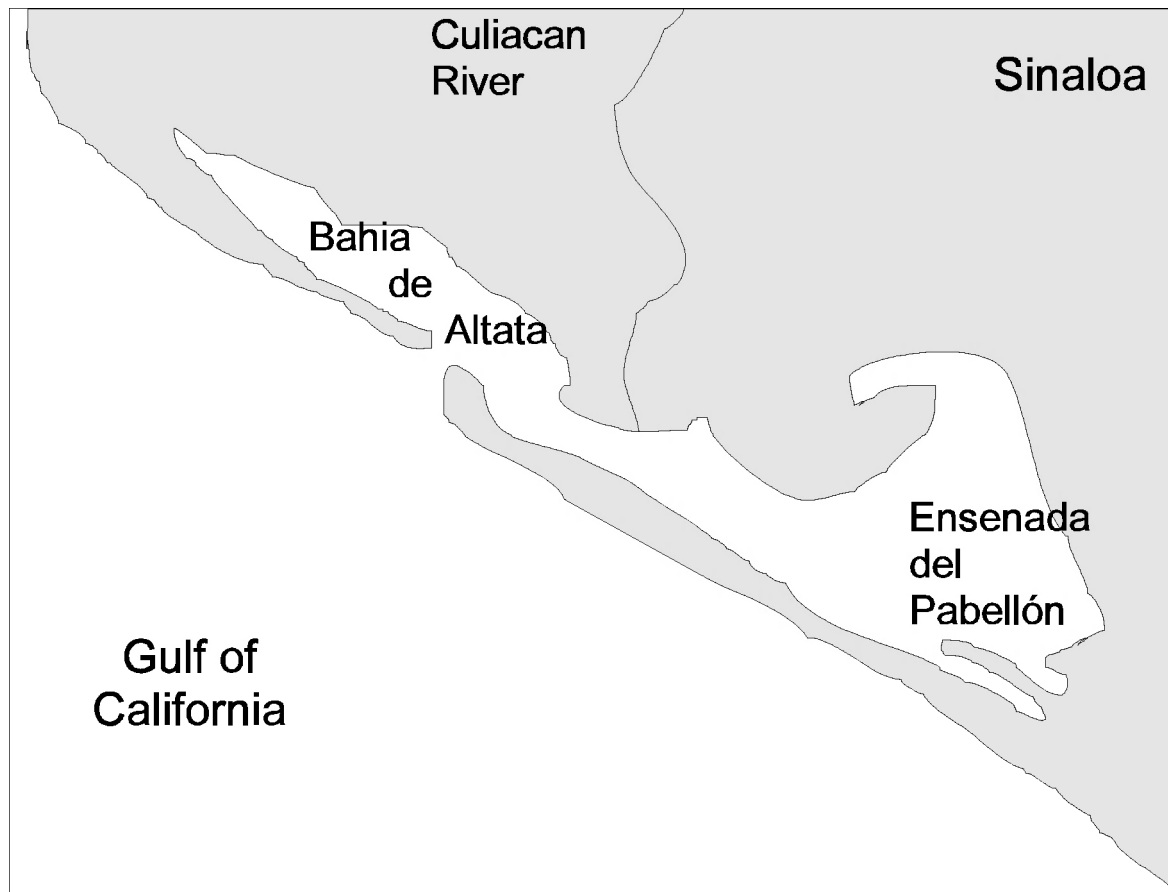 Culiacan
River
Sinaloa
Bahia
de
Altata
Ensenada
del
Pabellón
Gulf of
California